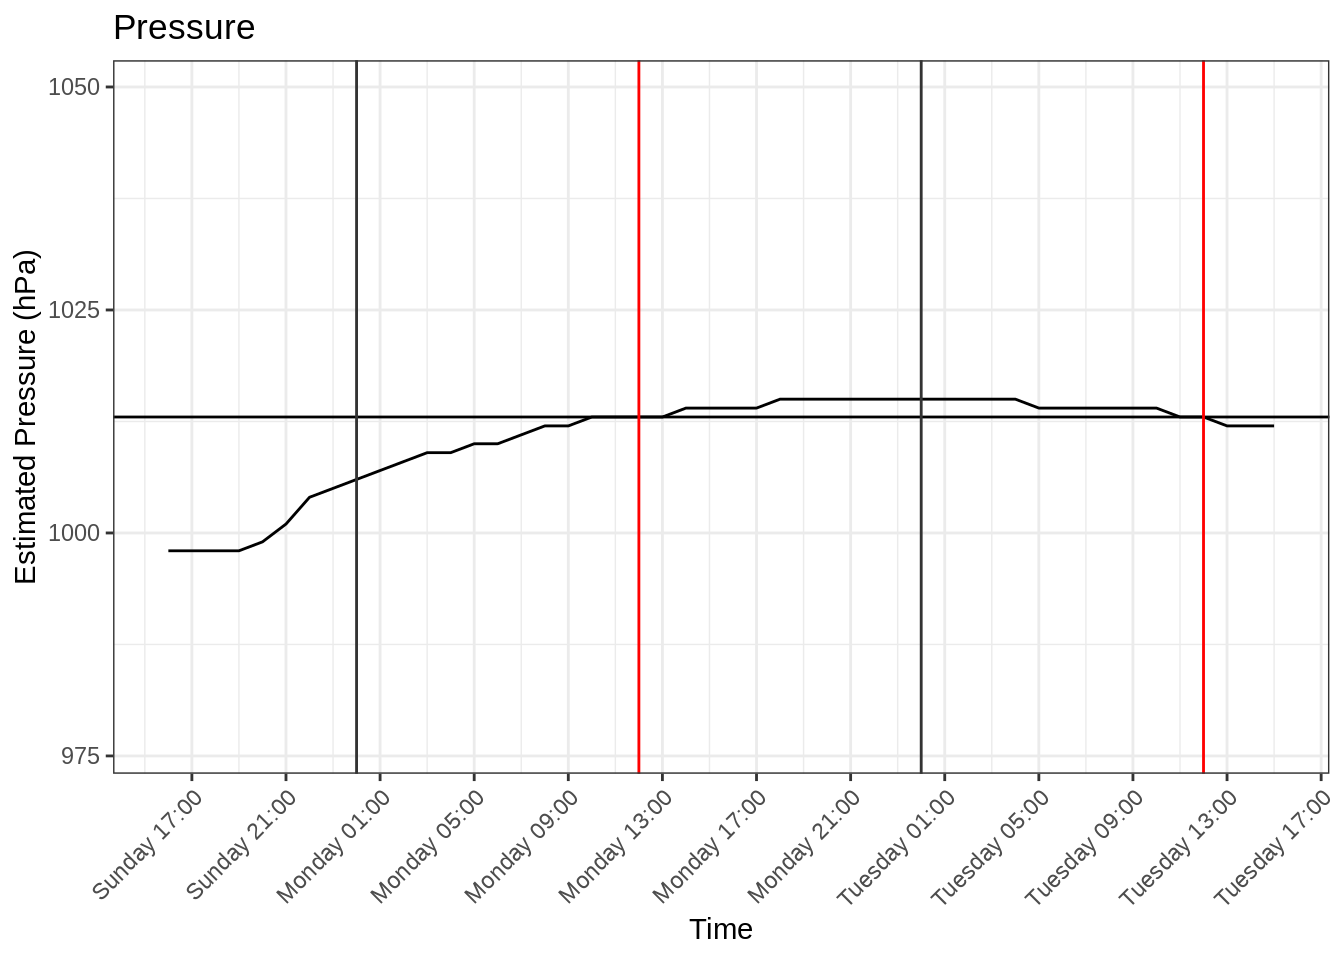 Pressure
Estimated Pressure (hPa)
1050
1025
1000
975
Sunday 17:00
Sunday 21:00
Monday 01:00
Monday 05:00
Monday 09:00
Monday 13:00
Monday 17:00
Monday 21:00
Tuesday 01:00
Tuesday 05:00
Tuesday 09:00
Tuesday 13:00
Tuesday 17:00
Time